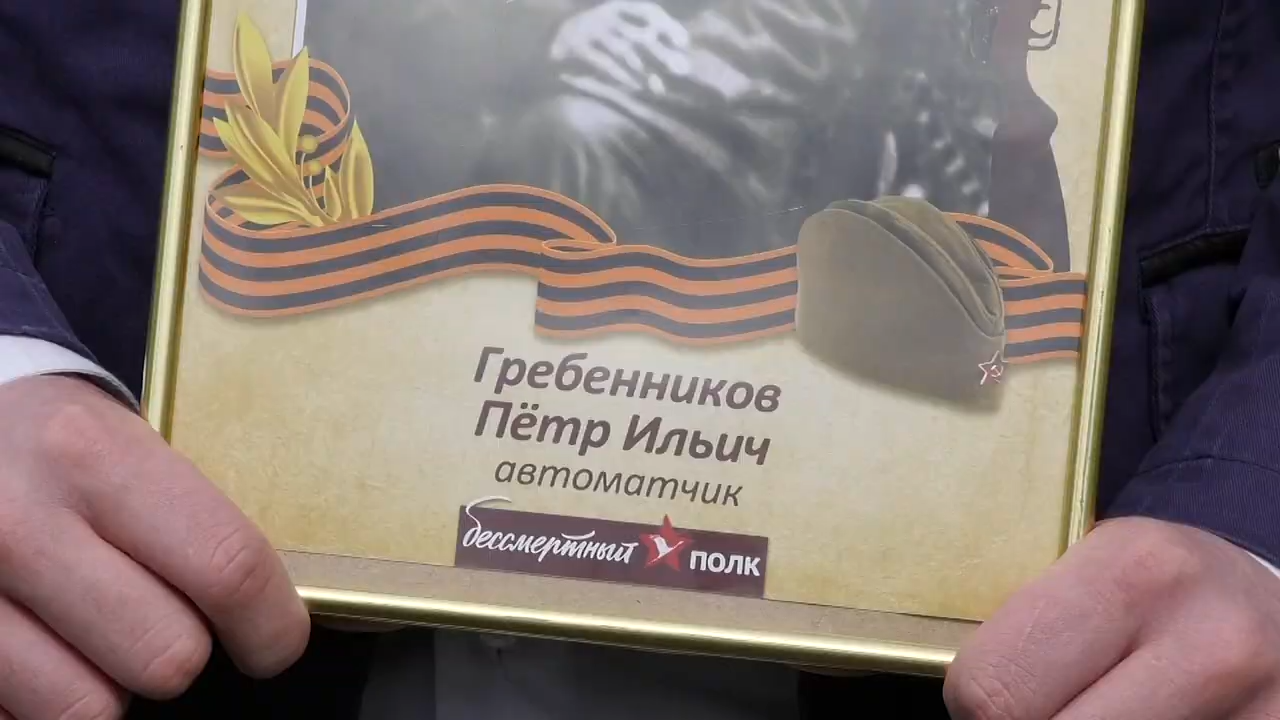 Гребенников
Пётр Ильич
автоматчик
бессмертный полк